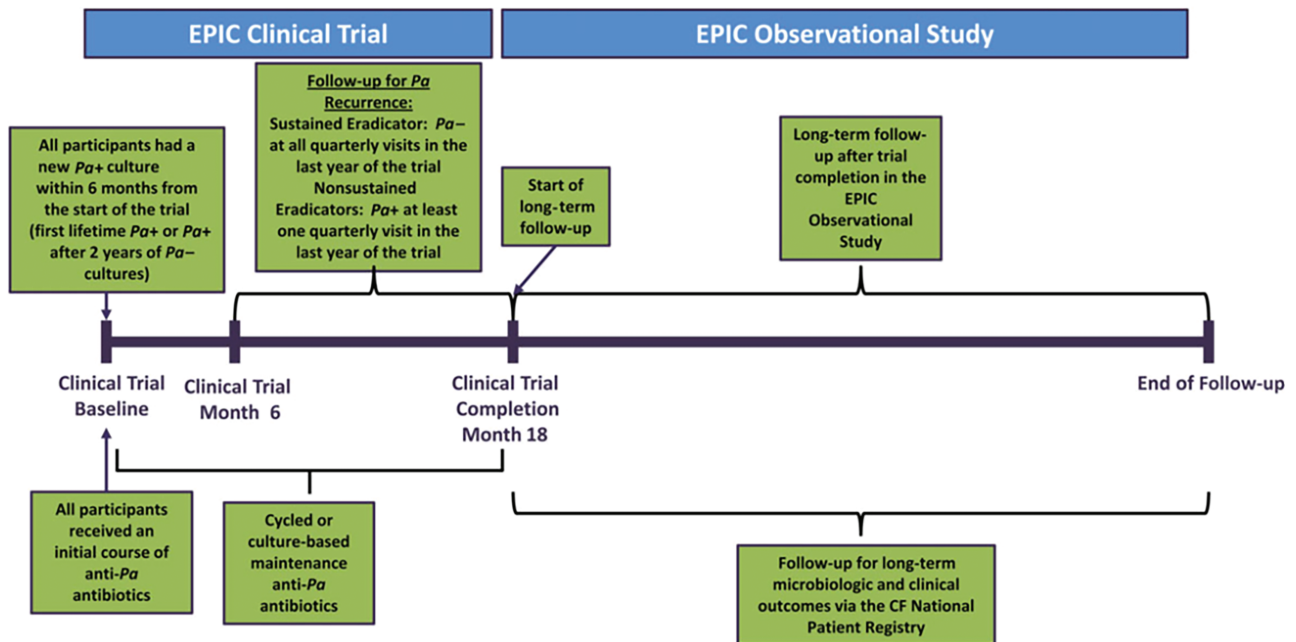 EPIC Clinical Trial
EPIC Observational Study
All participants had a
new Pa+ culture
within 6 months from
the start of the trial
(first lifetime Pa+ or Pa+
after 2 years of Pa–
cultures)
Follow-up for Pa
Recurrence:
Sustained Eradicator: Pa–
at all quarterly visits in the
last year of the trial
Nonsustained
Eradicators: Pa+ at least
one quarterly visit in the
last year of the trial
Start of
long-term
follow-up
Long-term follow-
up after trial
completion in the
EPIC
Observational
Study
Clinical Trial
Baseline
Clinical Trial
Month 6
Clinical Trial
Completion
Month 18
End of Follow-up
All participants
received an
initial course of
anti-Pa
antibiotics
Cycled or
culture-based
maintenance
anti-Pa
antibiotics
Follow-up for long-term
microbiologic and clinical
outcomes via the CF National
Patient Registry